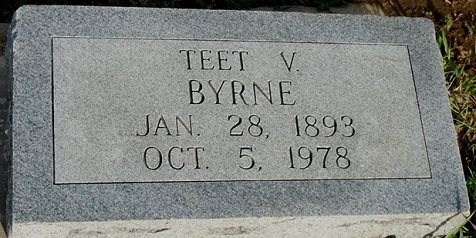 TEET V.
BYRNE
JAN. 28, 1893
OCT. 5, 1978